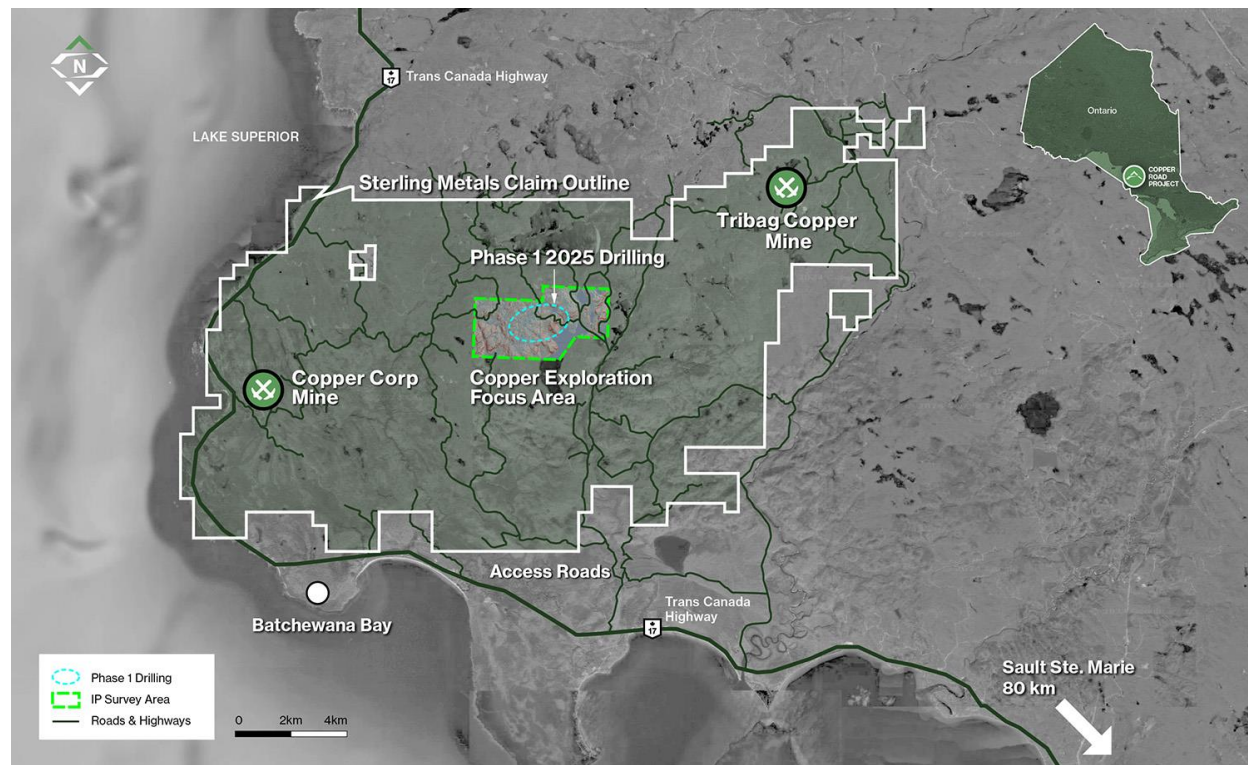 N
17
Trans Canada Highway
LAKE SUPERIOR
Ontario
COPPER
ROAD
PROJECT
Sterling Metals Claim Outline
Tribag Copper
Mine
Phase 1 2025 Drilling
Copper Corp
Mine
Copper Exploration
Focus Area
Access Roads
Batchewana Bay
Trans Canada
Highway
17
Sault Ste. Marie
80 km
Phase 1 Drilling
IP Survey Area
Roads & Highways
0 2km 4km